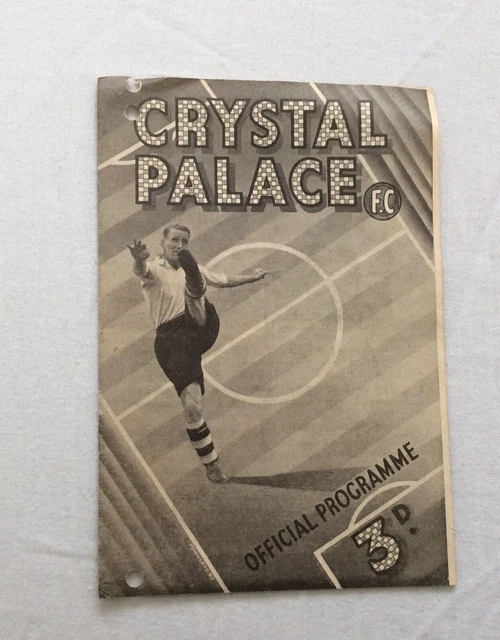 CRYSTAL
PALACE F.C
OFFICIAL PROGRAMME
3D.